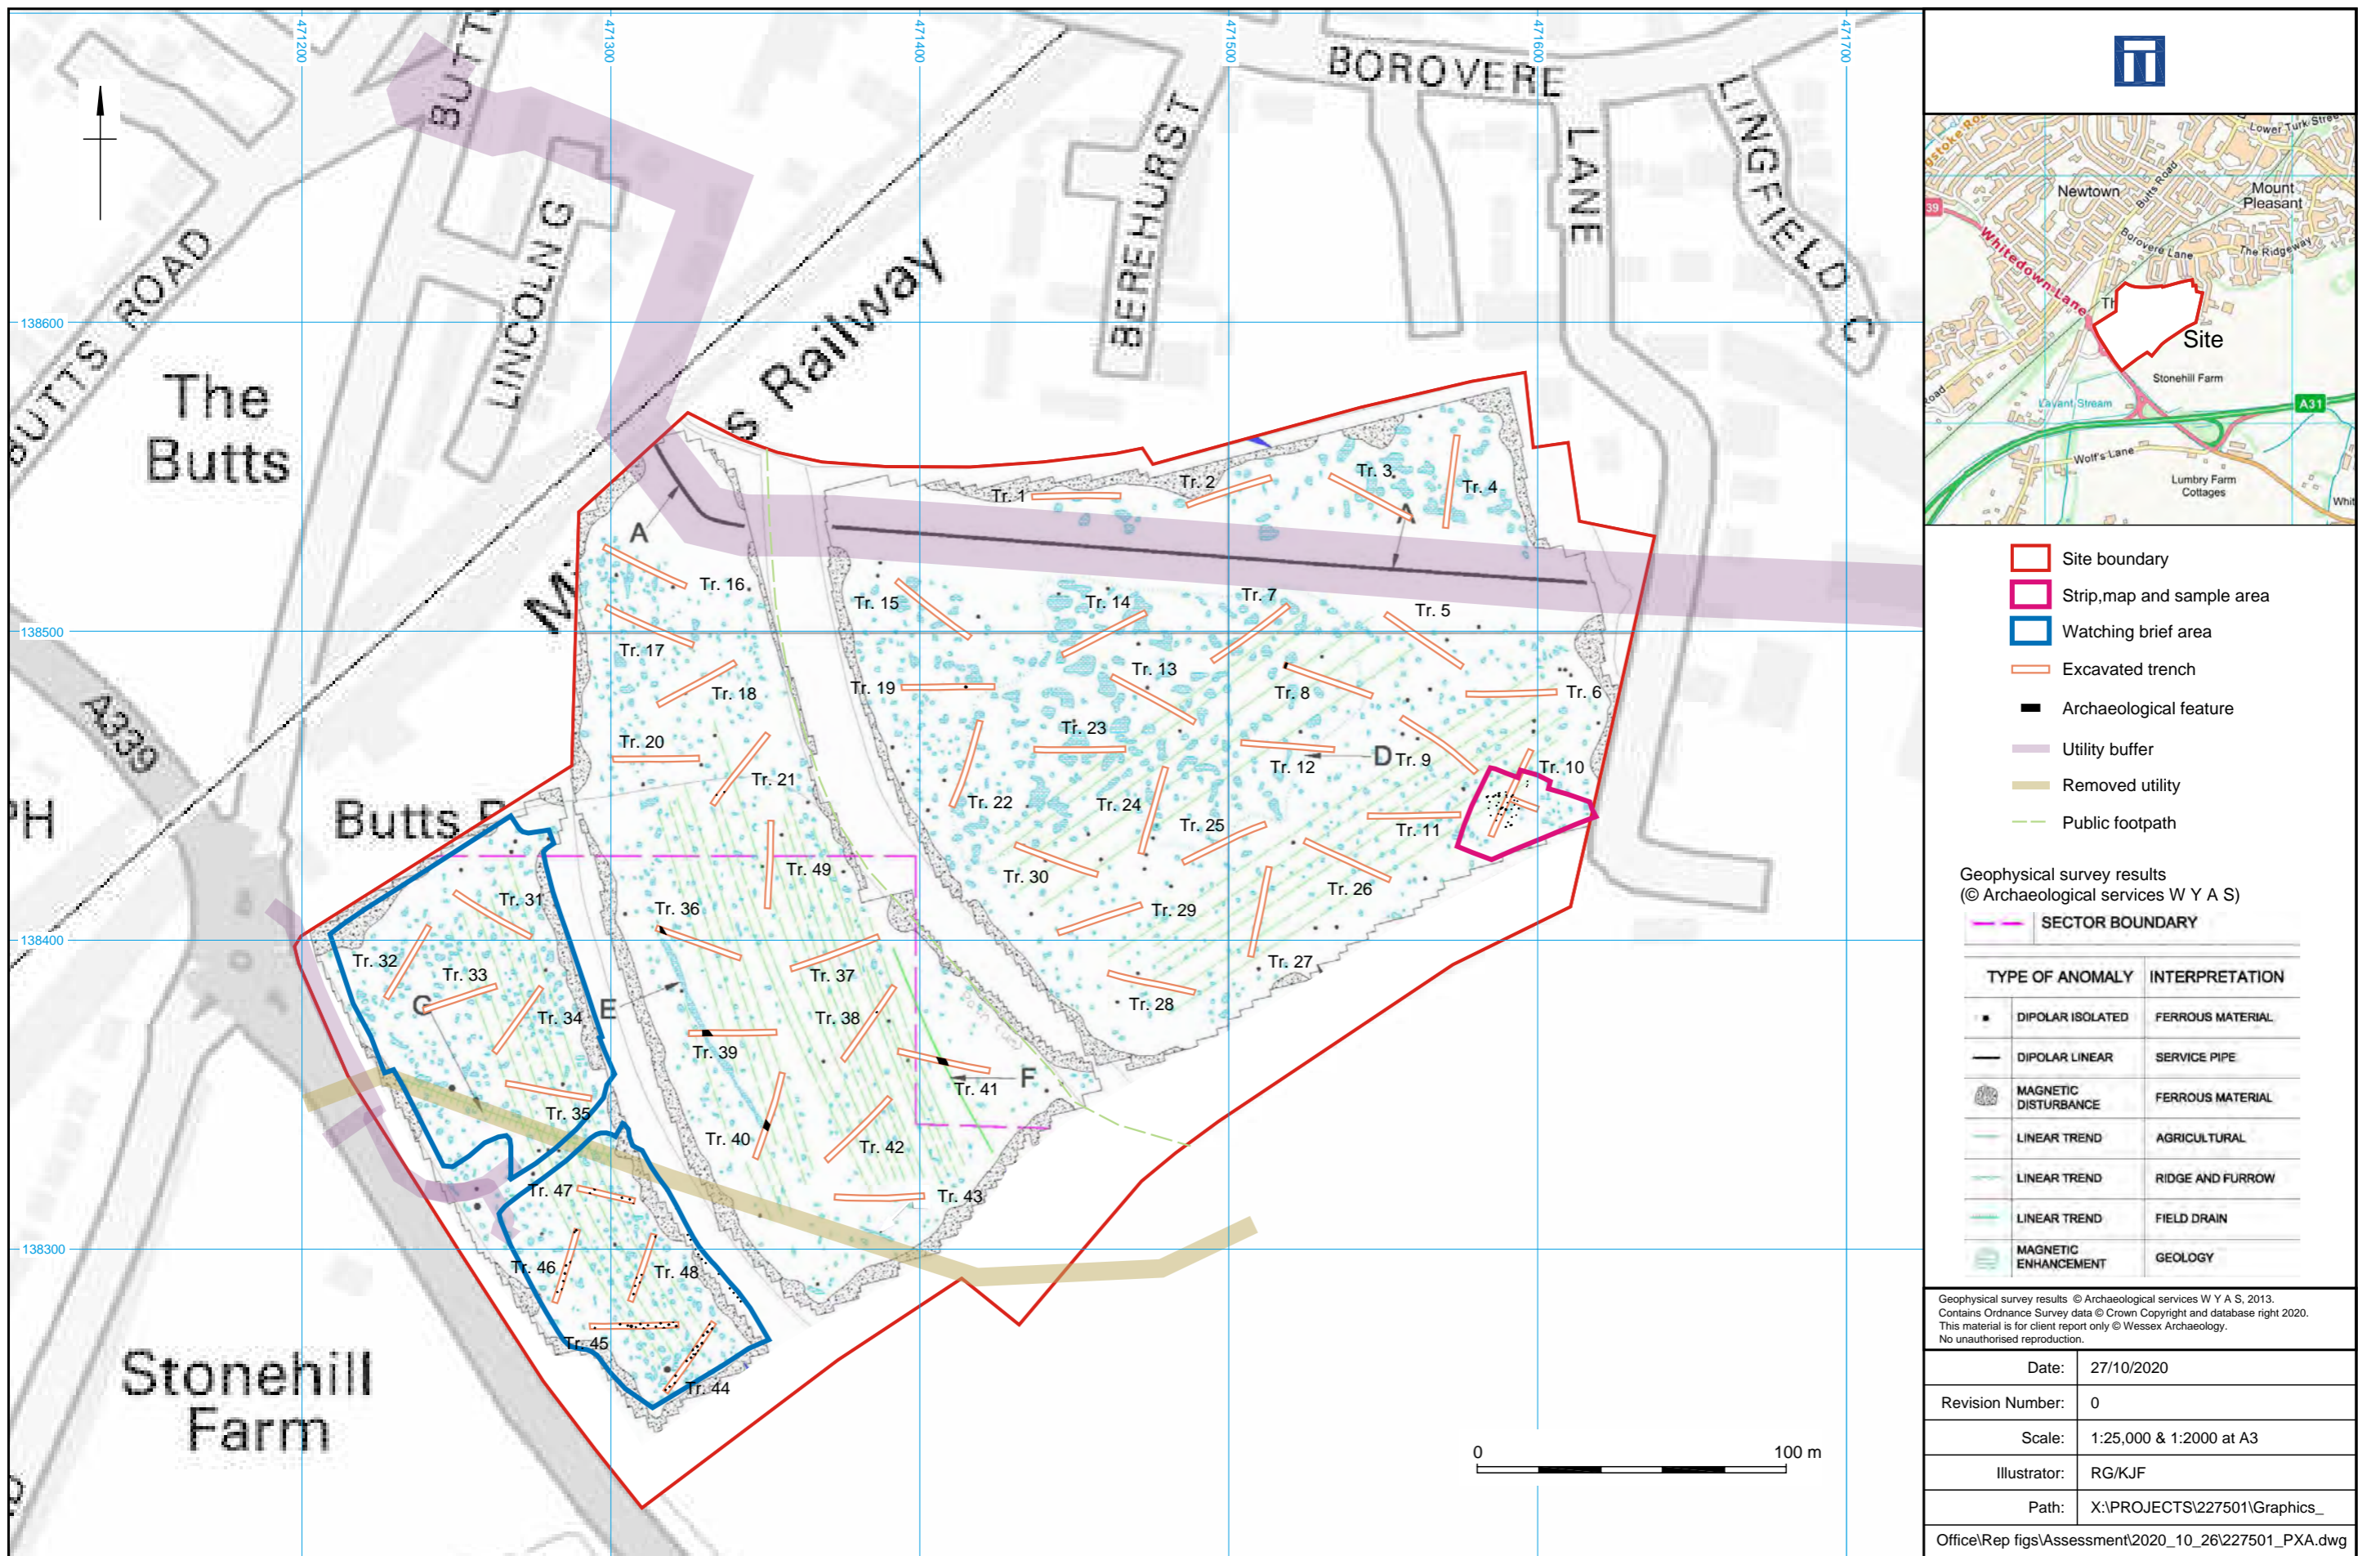 471200
471300
471400
471500
471600
471700
138600
138500
138400
138300
BUTTS ROAD
The
Butts
LINCOLN G
S Railway
BEREHURST
BOROVERE
LANE
LINGFIELD C
A339
PH
Butts
Stonehill
Farm
A
A
C
D
E
F
Tr. 1
Tr. 2
Tr. 3
Tr. 4
Tr. 16
Tr. 15
Tr. 14
Tr. 7
Tr. 5
Tr. 17
Tr. 18
Tr. 19
Tr. 13
Tr. 8
Tr. 6
Tr. 20
Tr. 23
Tr. 21
Tr. 22
Tr. 24
Tr. 12
Tr. 9
Tr. 10
Tr. 25
Tr. 11
Tr. 49
Tr. 30
Tr. 26
Tr. 31
Tr. 36
Tr. 29
Tr. 32
Tr. 33
Tr. 37
Tr. 27
Tr. 34
Tr. 38
Tr. 28
Tr. 39
Tr. 41
Tr. 35
Tr. 40
Tr. 42
Tr. 47
Tr. 43
Tr. 46
Tr. 48
Tr. 45
Tr. 44
0 100 m
Lower Turk Stree
Newtown
Butts Road
Mount
Pleasant
39
Whitedown Lane
Borovere Lane
The Ridgeway
Th
Site
Stonehill Farm
Lavant Stream
A31
Road
Wolf's Lane
Lumbry Farm
Cottages
Whit
Site boundary
Strip,map and sample area
Watching brief area
Excavated trench
Archaeological feature
Utility buffer
Removed utility
Public footpath
Geophysical survey results
(© Archaeological services W Y A S)
SECTOR BOUNDARY
TYPE OF ANOMALY INTERPRETATION
DIPOLAR ISOLATED FERROUS MATERIAL
DIPOLAR LINEAR SERVICE PIPE
MAGNETIC
DISTURBANCE FERROUS MATERIAL
LINEAR TREND AGRICULTURAL
LINEAR TREND RIDGE AND FURROW
LINEAR TREND FIELD DRAIN
MAGNETIC
ENHANCEMENT GEOLOGY
Geophysical survey results © Archaeological services W Y A S, 2013.
Contains Ordnance Survey data © Crown Copyright and database right 2020.
This material is for client report only © Wessex Archaeology.
No unauthorised reproduction.
Date: 27/10/2020
Revision Number: 0
Scale: 1:25,000 & 1:2000 at A3
Illustrator: RG/KJF
Path: X:\PROJECTS\227501\Graphics_
Office\Rep figs\Assessment\2020_10_26\227501_PXA.dwg